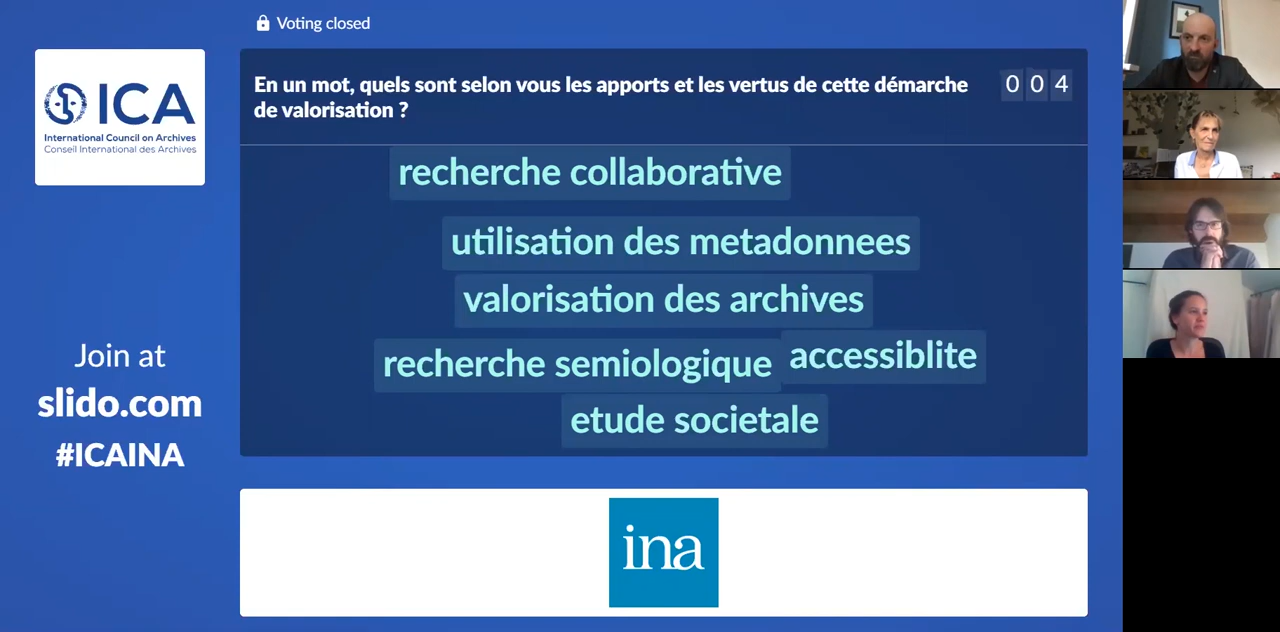 Voting closed
ICA
International Council on Archives
Conseil International des Archives
En un mot, quels sont selon vous les apports et les vertus de cette démarche
de valorisation ?
0 0 4
recherche collaborative
utilisation des metadonnees
valorisation des archives
recherche semiologique
accessiblite
etude societale
Join at
slido.com
#ICAINA
ina